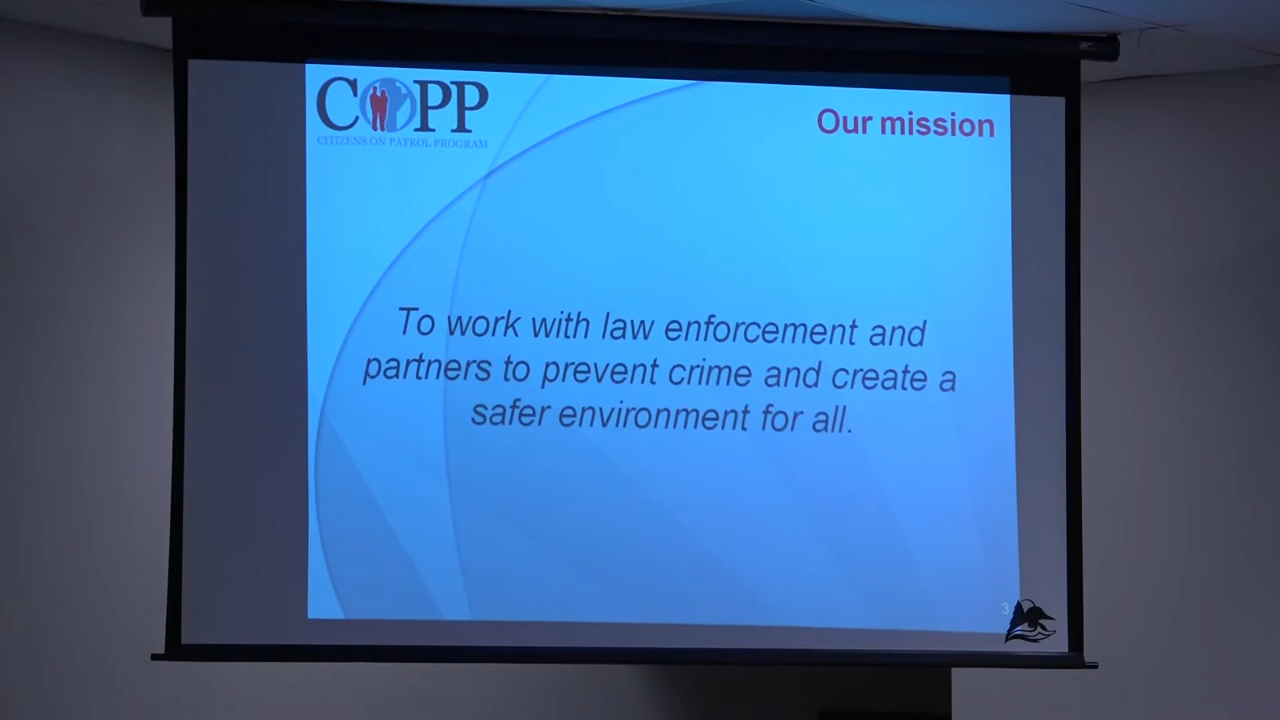 COPP
CITIZENS ON PATROL PROGRAM
Our mission
To work with law enforcement and
partners to prevent crime and create a
safer environment for all.
3